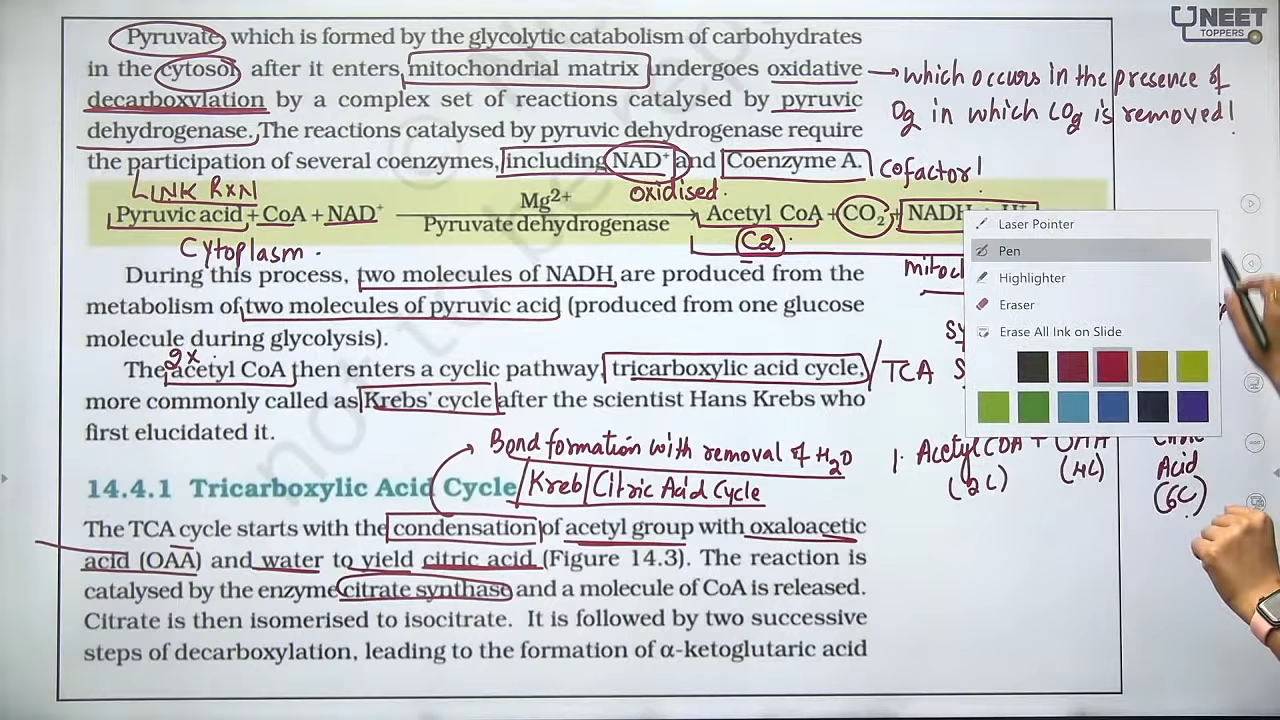 UNEET
TOPPERS
Pyruvate, which is formed by the glycolytic catabolism of carbohydrates
in the cytosol after it enters mitochondrial matrix undergoes oxidative
→ which occurs in the presence of
decarboxylation by a complex set of reactions catalysed by pyruvic
O2 in which CO2 is removed!
dehydrogenase. The reactions catalysed by pyruvic dehydrogenase require
the participation of several coenzymes, including NAD⁺ and Coenzyme A.
Cofactor!
LINK RXN
oxidised.
Mg²⁺
Pyruvic acid + CoA + NAD⁺ → Acetyl CoA + CO₂ + NADH + H⁺
Pyruvate dehydrogenase
Cytoplasm.
C2
During this process, two molecules of NADH are produced from the
metabolism of two molecules of pyruvic acid (produced from one glucose
molecule during glycolysis).
2x
The acetyl CoA then enters a cyclic pathway, tricarboxylic acid cycle,
/TCA
more commonly called as Krebs' cycle after the scientist Hans Krebs who
first elucidated it.
Bond formation with removal of H2O
1. Acetyl COA + OAA
(2C) (4C)
Acid
(6C)
14.4.1 Tricarboxylic Acid Cycle /Kreb/Citric Acid Cycle
The TCA cycle starts with the condensation of acetyl group with oxaloacetic
acid (OAA) and water to yield citric acid (Figure 14.3). The reaction is
catalysed by the enzyme citrate synthase and a molecule of CoA is released.
Citrate is then isomerised to isocitrate. It is followed by two successive
steps of decarboxylation, leading to the formation of α-ketoglutaric acid
Laser Pointer
Pen
Highlighter
Eraser
Erase All Ink on Slide